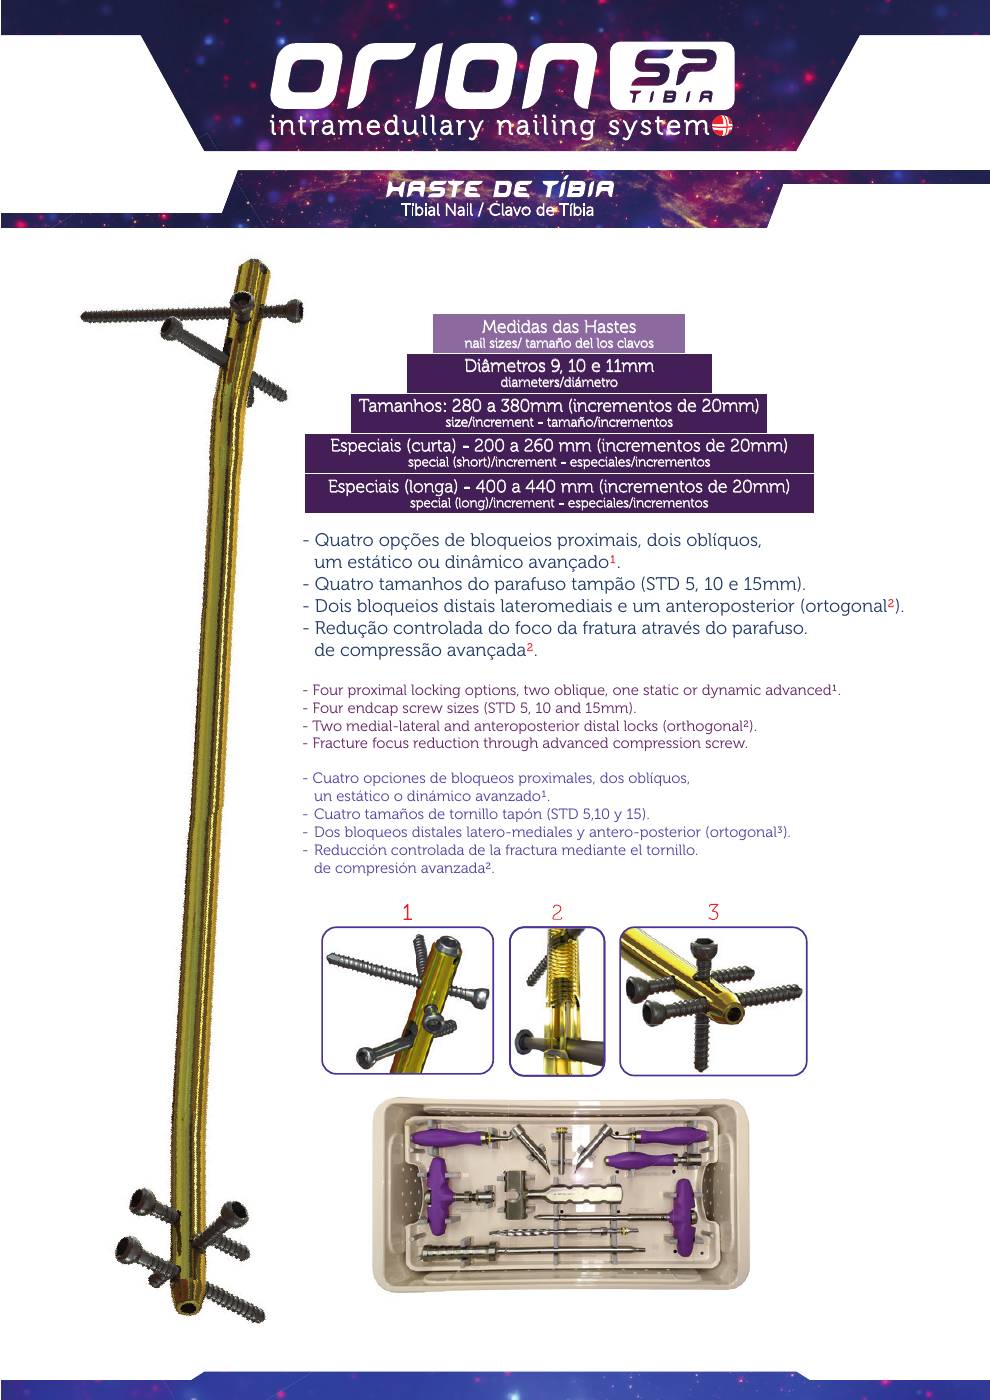 orion SP
TIBIA
intramedullary nailing system
HASTE DE TÍBIA
Tibial Nail / Clavo de Tíbia
Medidas das Hastes
nail sizes/ tamaño del los clavos
Diâmetros 9, 10 e 11mm
diameters/diámetro
Tamanhos: 280 a 380mm (incrementos de 20mm)
size/increment - tamaño/incrementos
Especiais (curta) - 200 a 260 mm (incrementos de 20mm)
special (short)/increment - especiales/incrementos
Especiais (longa) - 400 a 440 mm (incrementos de 20mm)
special (long)/increment - especiales/incrementos
- Quatro opções de bloqueios proximais, dois oblíquos,
um estático ou dinâmico avançado¹.
- Quatro tamanhos do parafuso tampão (STD 5, 10 e 15mm).
- Dois bloqueios distais lateromediais e um anteroposterior (ortogonal²).
- Redução controlada do foco da fratura através do parafuso.
de compressão avançada².
- Four proximal locking options, two oblique, one static or dynamic advanced¹.
- Four endcap screw sizes (STD 5, 10 and 15mm).
- Two medial-lateral and anteroposterior distal locks (orthogonal²).
- Fracture focus reduction through advanced compression screw.
- Cuatro opciones de bloqueos proximales, dos oblíquos,
un estático o dinámico avanzado¹.
- Cuatro tamaños de tornillo tapón (STD 5,10 y 15).
- Dos bloqueos distales latero-mediales y antero-posterior (ortogonal³).
- Reducción controlada de la fractura mediante el tornillo.
de compresión avanzada².
1 2 3